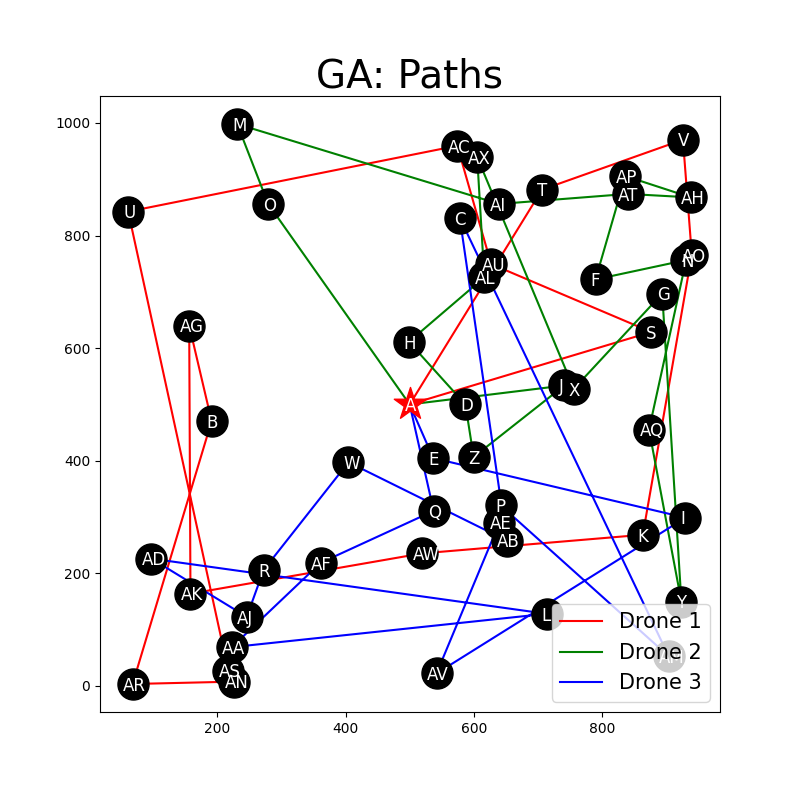 GA: Paths
1000
800
600
400
200
0
200
400
600
800
M
AC
AX
V
U
O
C
AI
T
AP
AT
AH
AU
AL
F
N
AO
G
AG
H
S
B
A
D
J
X
AQ
W
E
Z
Q
P
AE
AB
K
I
AD
R
AF
AW
AK
AJ
L
Y
AA
AS
AN
AR
AV
Drone 1
Drone 2
Drone 3